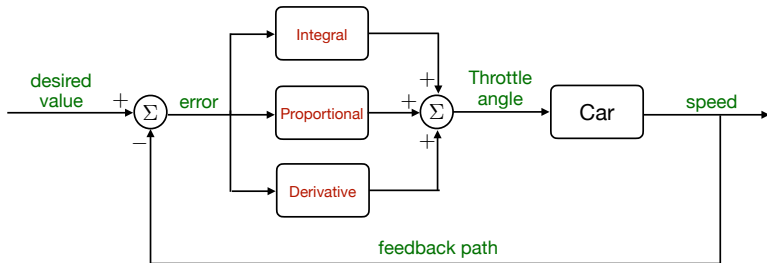 Integral
desired
value
+
Σ
−
error
Proportional
+
+
+
Σ
Throttle
angle
Car
speed
Derivative
feedback path